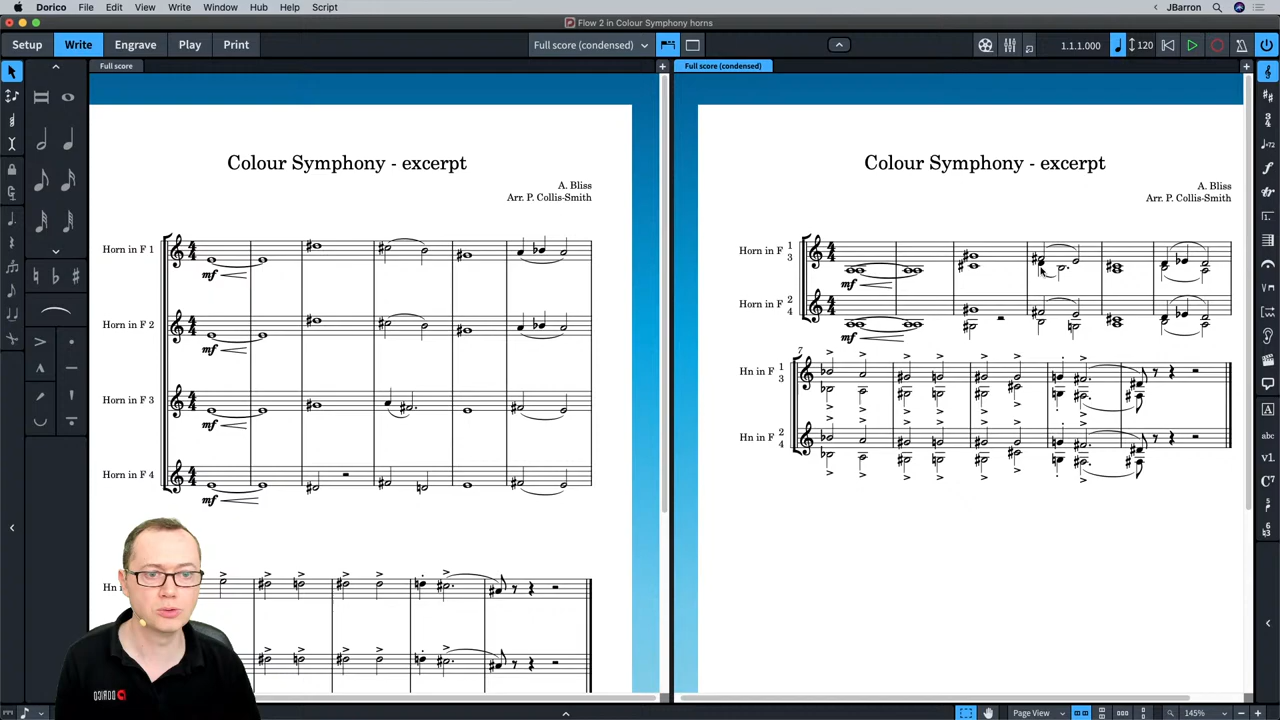 Dorico File Edit View Write Window Hub Help Script JBarron
Flow 2 in Colour Symphony horns
Setup Write Engrave Play Print Full score (condensed) 1.1.1.000 120
Full score
Full score (condensed)
Colour Symphony - excerpt
A. Bliss
Arr. P. Collis-Smith
Horn in F 1
mf
Horn in F 2
mf
Horn in F 3
mf
Horn in F 4
mf
Colour Symphony - excerpt
A. Bliss
Arr. P. Collis-Smith
Horn in F 1 3
mf
Horn in F 2 4
mf
7
Hn in F 1 3
Hn in F 2 4
DORICO
Page View 145%